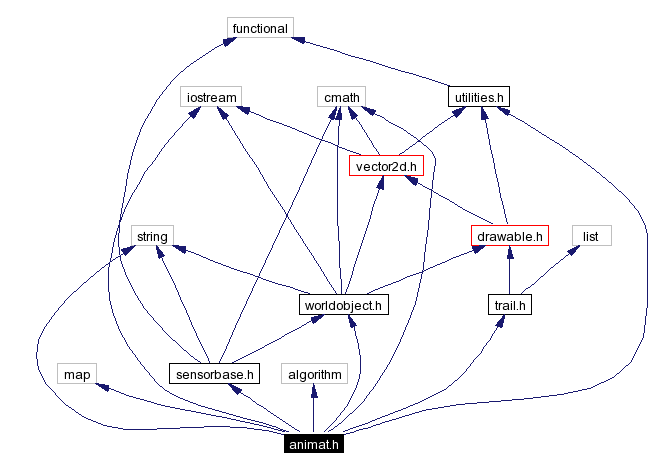 functional
iostream
cmath
utilities.h
vector2d.h
string
drawable.h
list
worldobject.h
trail.h
map
sensorbase.h
algorithm
animat.h